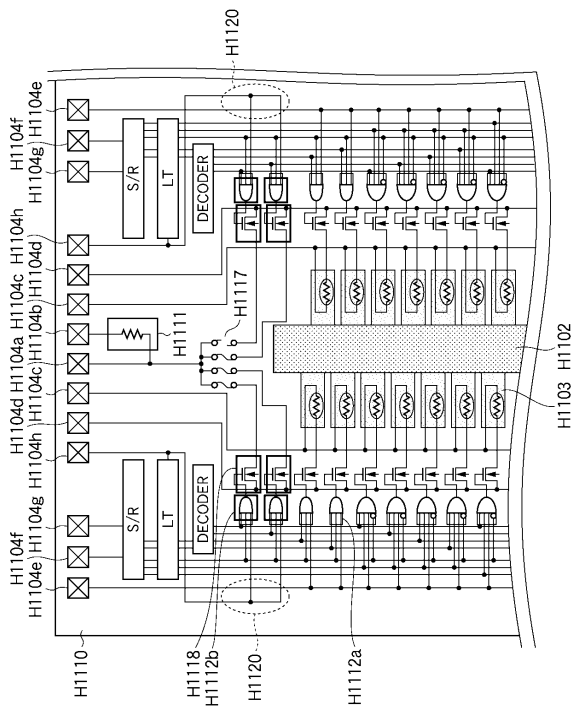 H1120
H1104e
H1104f
H1104g
H1104h
H1104d
H1104c
H1104b
H1104a
H1104c
H1104d
H1104h
H1104g
H1104f
H1104e
S/R
LT
DECODER
H1111
H1117
S/R
LT
DECODER
H1102
H1103
H1110
H1118
H1112b
H1120
H1112a